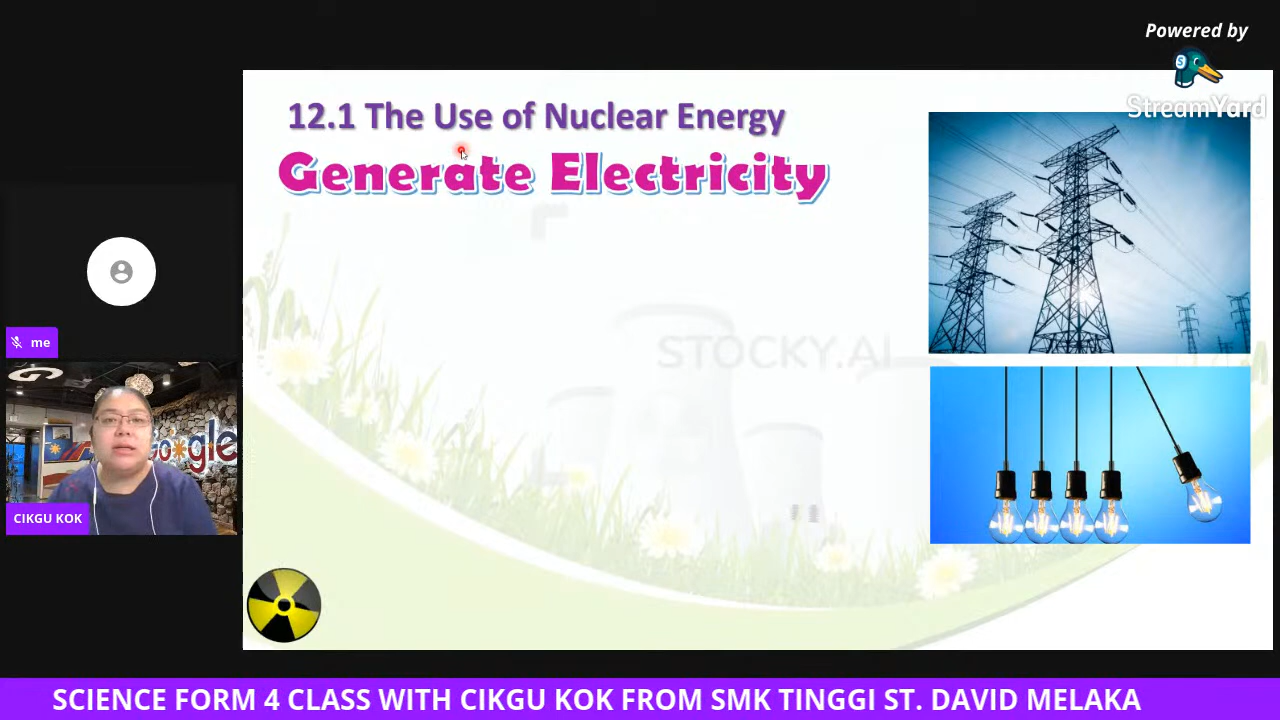 Powered by
StreamYard
12.1 The Use of Nuclear Energy
Generate Electricity
STOCKY.AI
me
Google
CIKGU KOK
SCIENCE FORM 4 CLASS WITH CIKGU KOK FROM SMK TINGGI ST. DAVID MELAKA